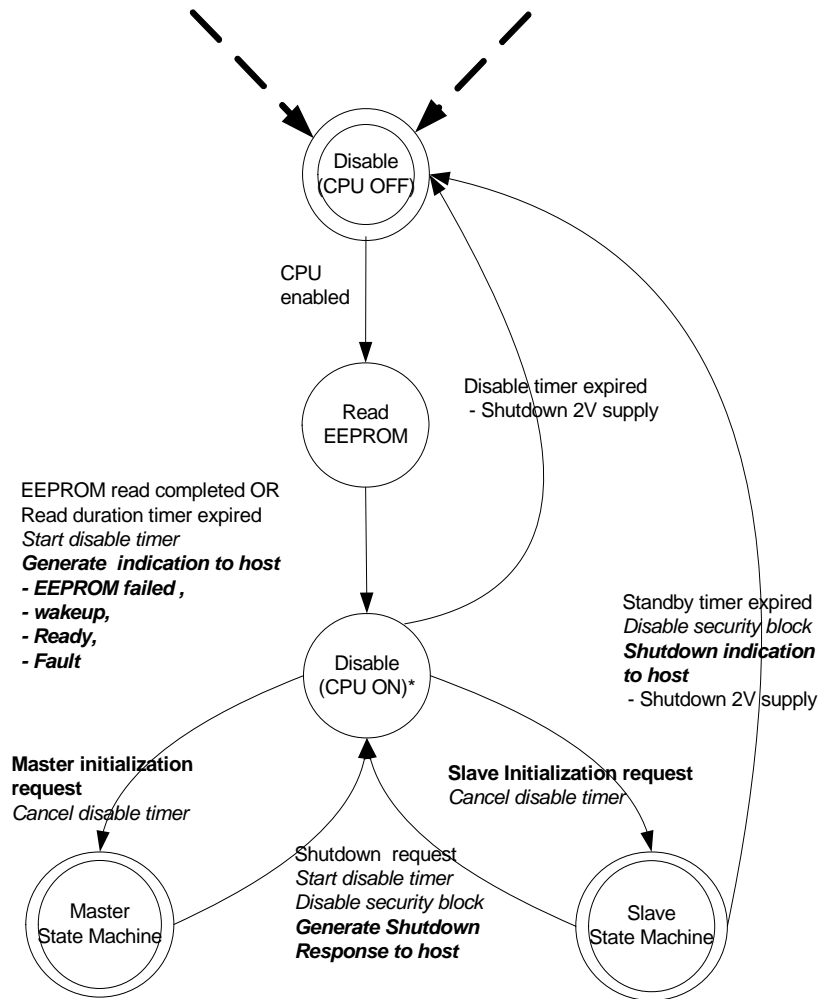 Disable
(CPU OFF)
CPU
enabled
Read
EEPROM
Disable timer expired
- Shutdown 2V supply
EEPROM read completed OR
Read duration timer expired
Start disable timer
Generate indication to host
- EEPROM failed ,
- wakeup,
- Ready,
- Fault
Standby timer expired
Disable security block
Shutdown indication
to host
- Shutdown 2V supply
Disable
(CPU ON)*
Master initialization
request
Cancel disable timer
Slave Initialization request
Cancel disable timer
Shutdown request
Start disable timer
Disable security block
Generate Shutdown
Response to host
Master
State Machine
Slave
State Machine